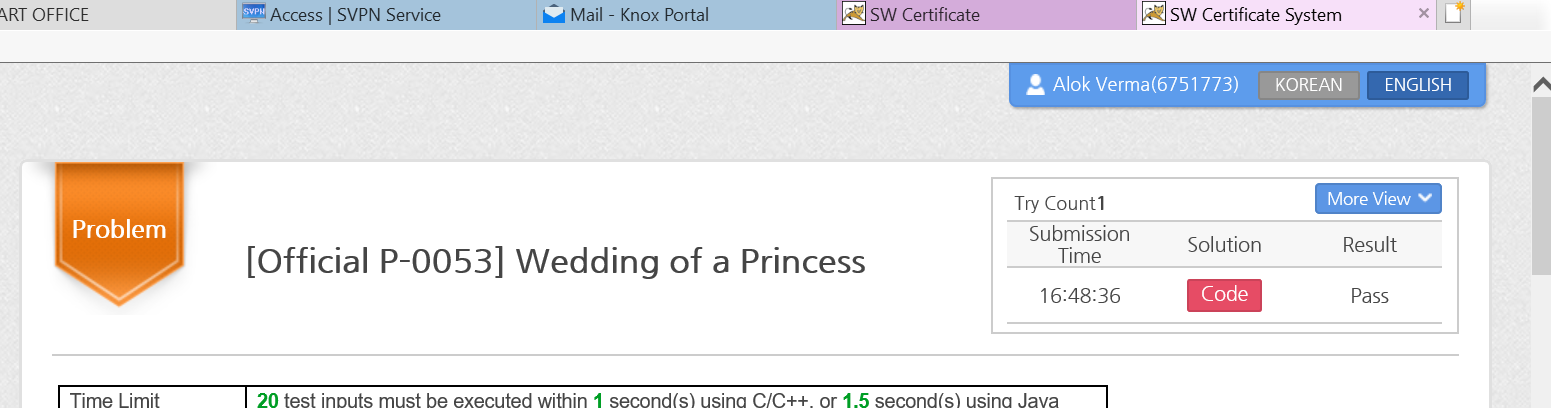 ART OFFICE
SVPN Access | SVPN Service
Mail - Knox Portal
SW Certificate
SW Certificate System
Alok Verma(6751773)
KOREAN
ENGLISH
Problem
[Official P-0053] Wedding of a Princess
Try Count1
More View
Submission
Time
Solution
Result
16:48:36
Code
Pass
Time Limit
20 test inputs must be executed within 1 second(s) using C/C++, or 1.5 second(s) using Java